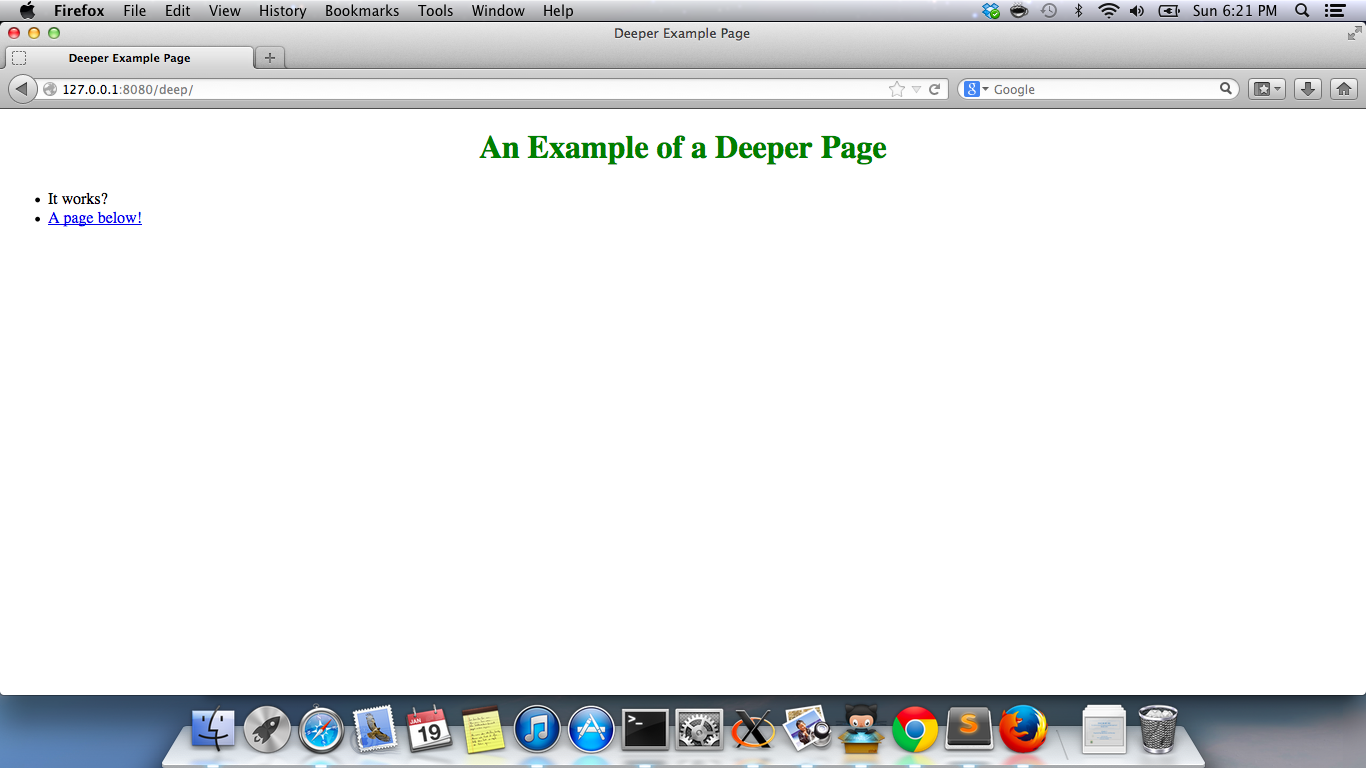 Firefox File Edit View History Bookmarks Tools Window Help Sun 6:21 PM
Deeper Example Page
Deeper Example Page
127.0.0.1:8080/deep/ Google
An Example of a Deeper Page
• It works?
• A page below!
JAN
19